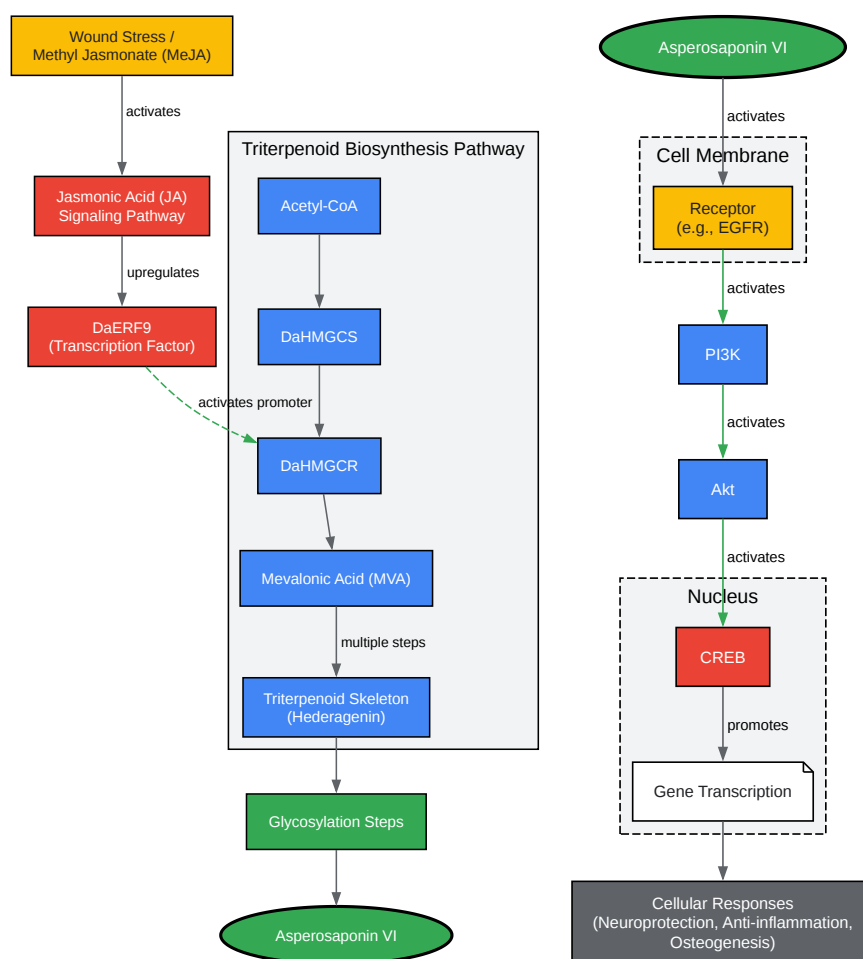 Wound Stress /
Methyl Jasmonate (MeJA)
activates
Jasmonic Acid (JA)
Signaling Pathway
upregulates
DaERF9
(Transcription Factor)
activates promoter
Triterpenoid Biosynthesis Pathway
Acetyl-CoA
DaHMGCS
DaHMGCR
Mevalonic Acid (MVA)
multiple steps
Triterpenoid Skeleton
(Hederagenin)
Glycosylation Steps
Asperosaponin VI
Asperosaponin VI
activates
Cell Membrane
Receptor
(e.g., EGFR)
activates
PI3K
activates
Akt
activates
Nucleus
CREB
promotes
Gene Transcription
Cellular Responses
(Neuroprotection, Anti-inflammation,
Osteogenesis)